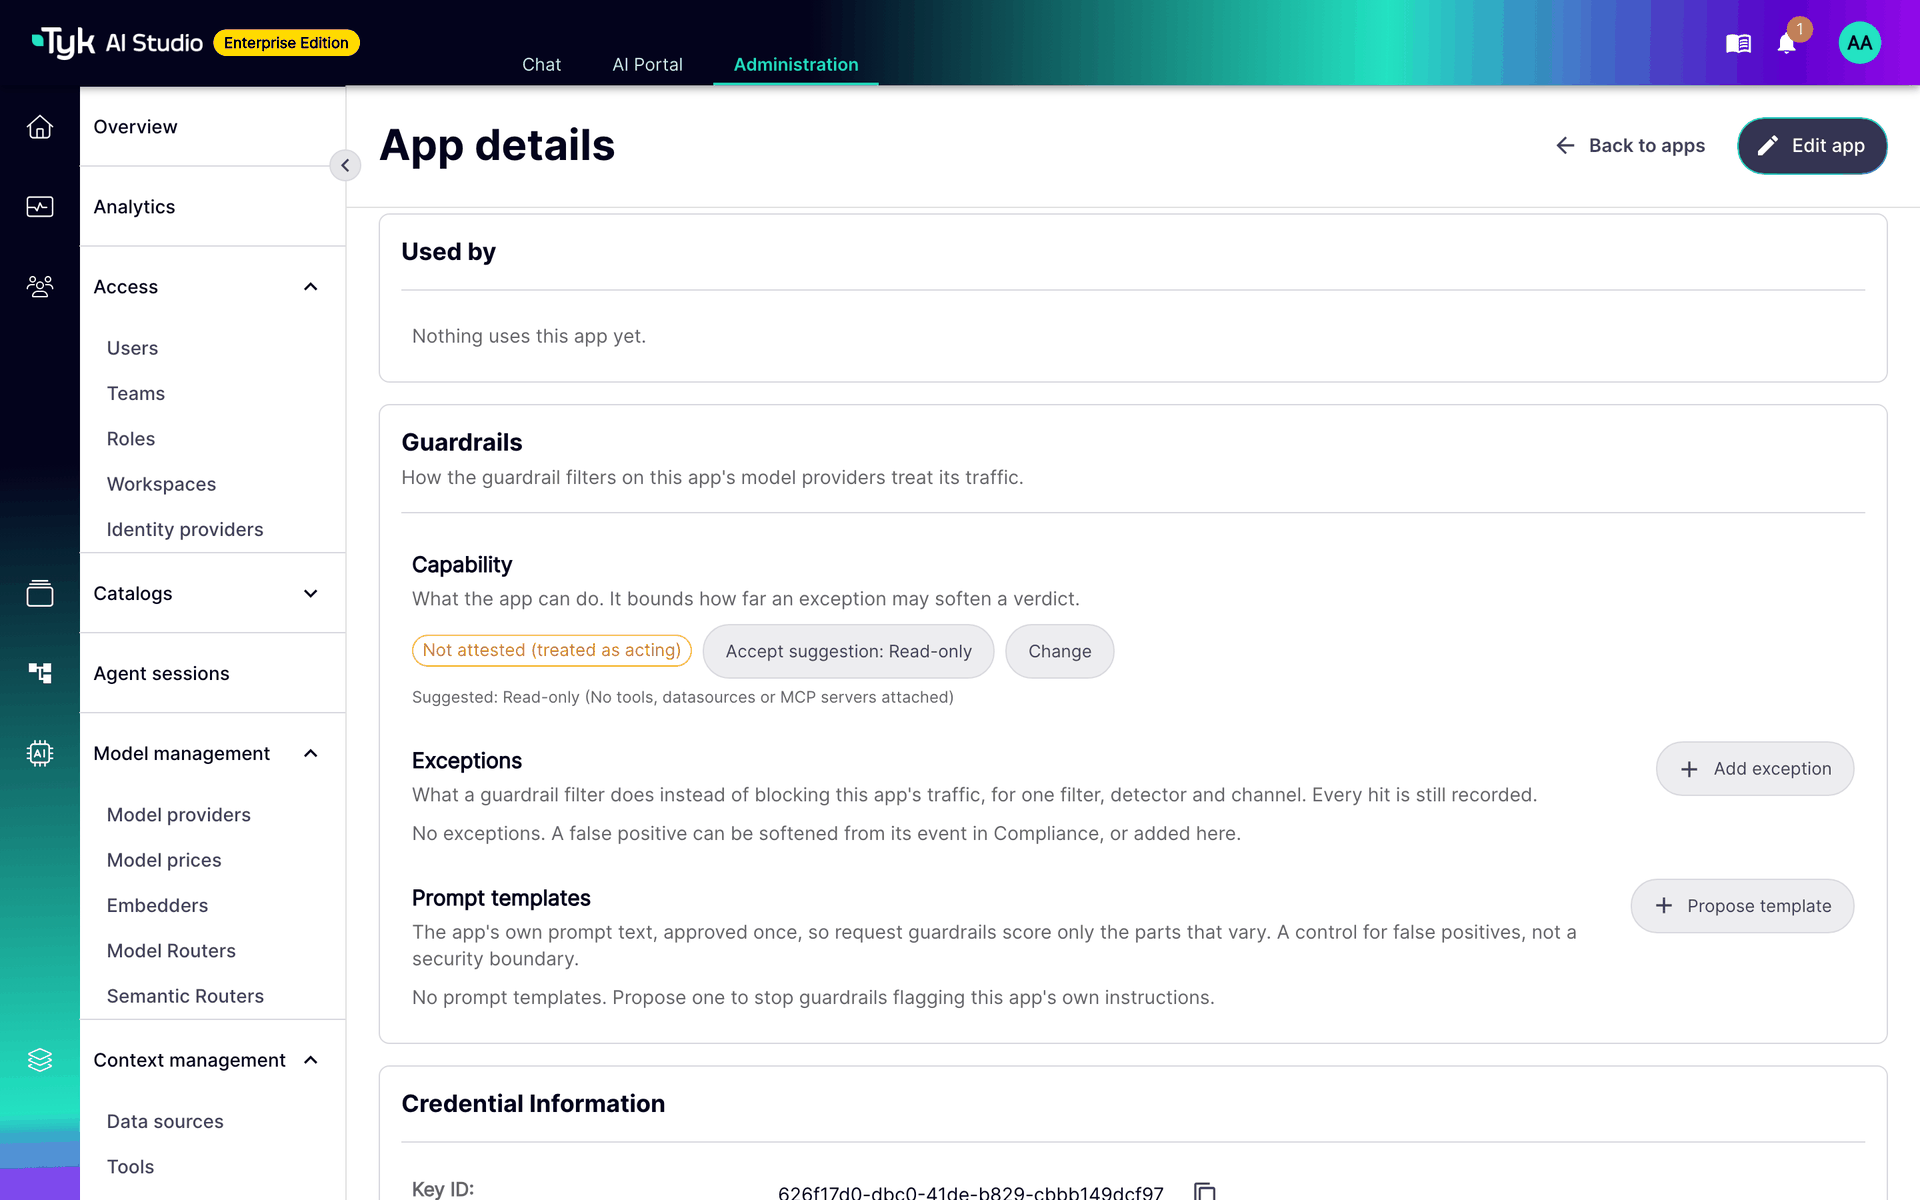 Tyk AI Studio Enterprise Edition
Chat
AI Portal
Administration
1
AA
Overview
Analytics
Access
Users
Teams
Roles
Workspaces
Identity providers
Catalogs
Agent sessions
Model management
Model providers
Model prices
Embedders
Model Routers
Semantic Routers
Context management
Data sources
Tools
App details
Back to apps
Edit app
Used by
Nothing uses this app yet.
Guardrails
How the guardrail filters on this app's model providers treat its traffic.
Capability
What the app can do. It bounds how far an exception may soften a verdict.
Not attested (treated as acting)
Accept suggestion: Read-only
Change
Suggested: Read-only (No tools, datasources or MCP servers attached)
Exceptions
Add exception
What a guardrail filter does instead of blocking this app's traffic, for one filter, detector and channel. Every hit is still recorded.
No exceptions. A false positive can be softened from its event in Compliance, or added here.
Prompt templates
Propose template
The app's own prompt text, approved once, so request guardrails score only the parts that vary. A control for false positives, not a
security boundary.
No prompt templates. Propose one to stop guardrails flagging this app's own instructions.
Credential Information
Key ID:
626f17d0-dbc0-41de-b829-cbbb149dcf97